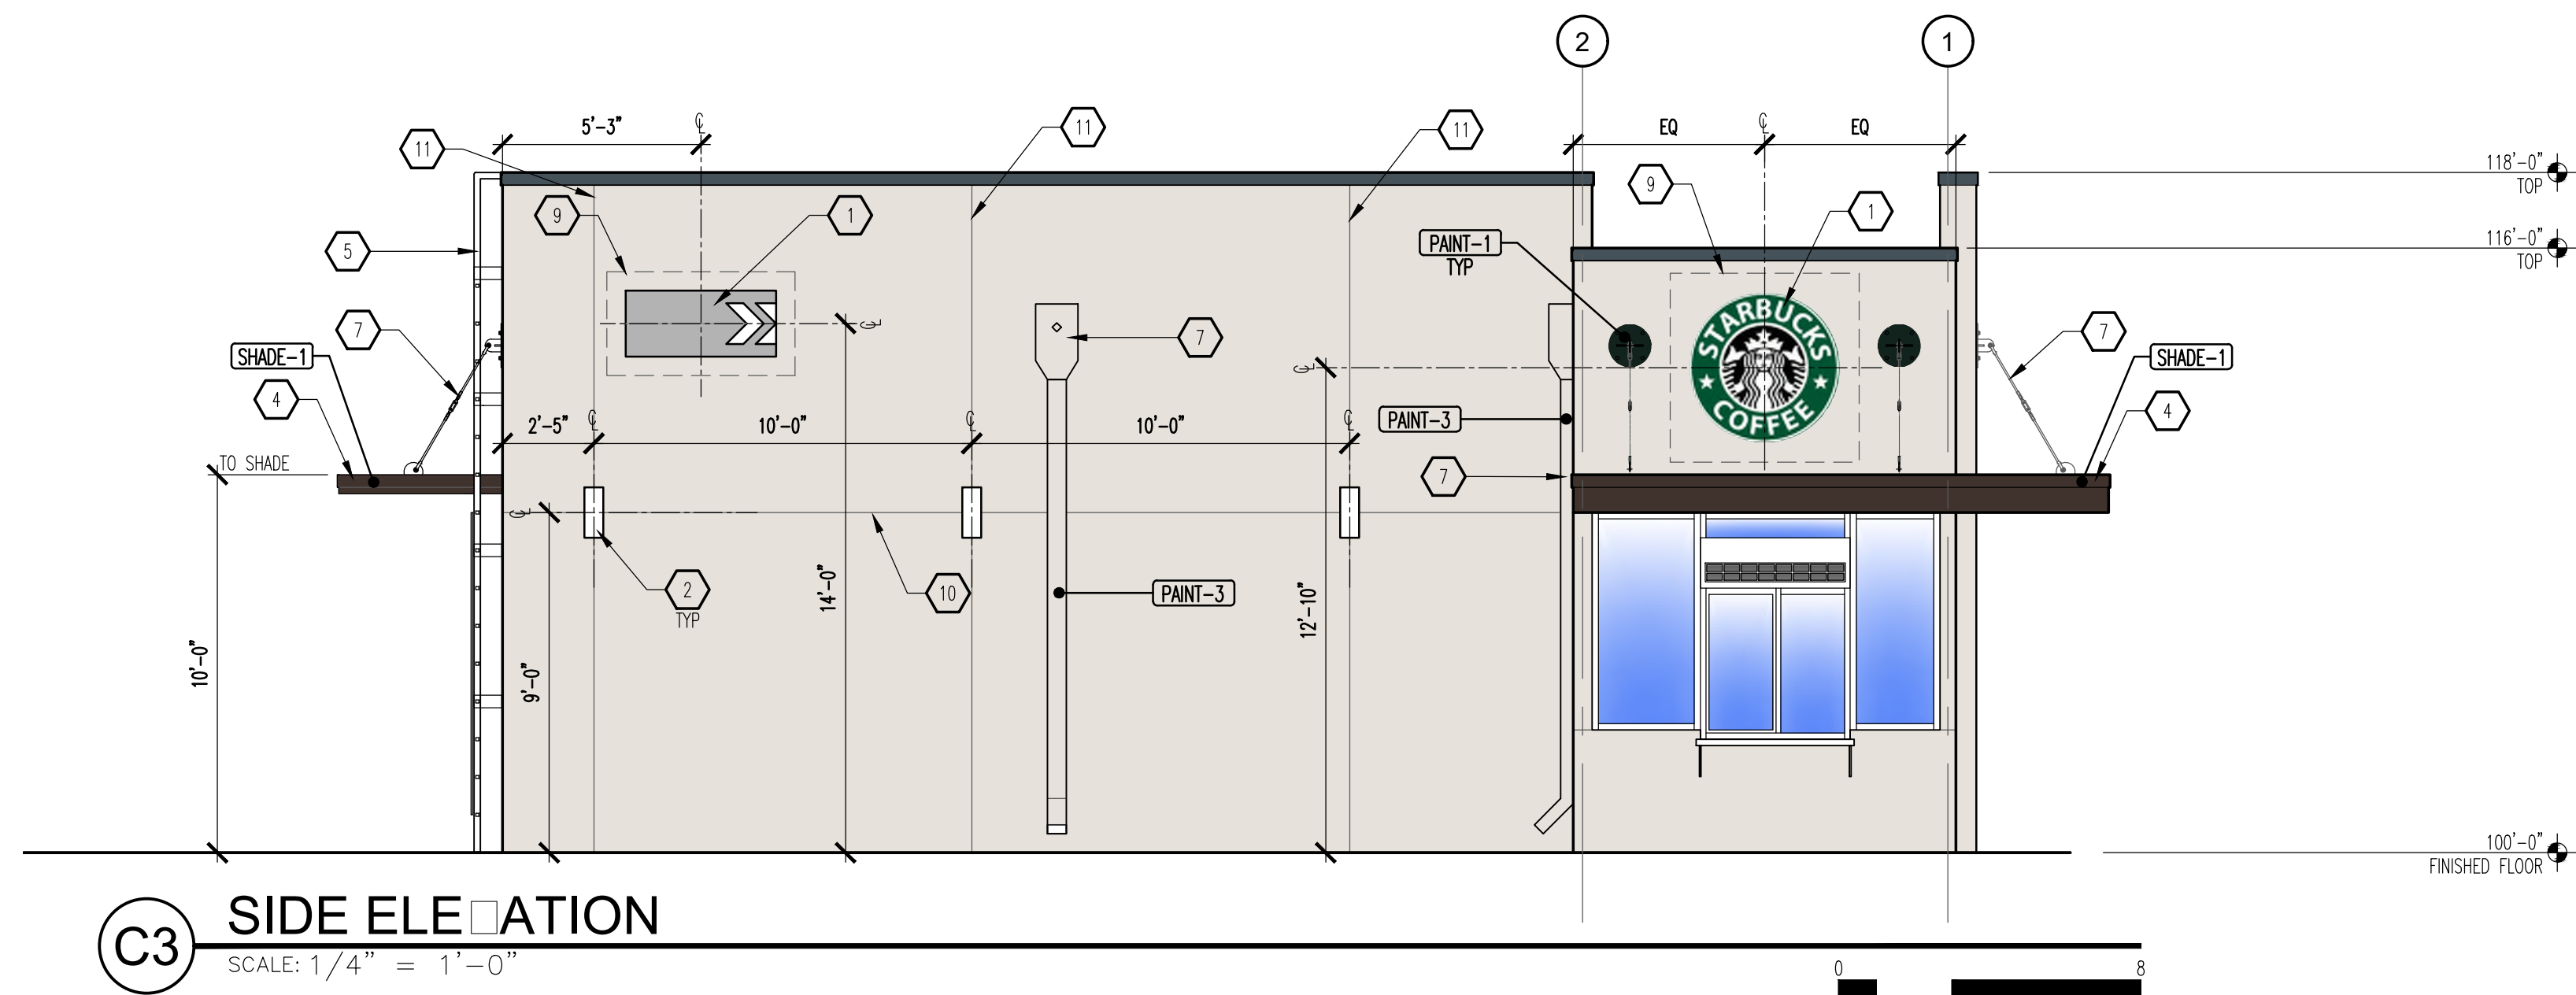 2
1
5'-3"
℄
EQ
℄
EQ
11
11
11
118'-0"
TOP
9
1
9
1
5
PAINT-1
TYP
116'-0"
TOP
7
℄
7
STARBUCKS
COFFEE
7
SHADE-1
SHADE-1
℄
4
4
2'-5"
℄
10'-0"
℄
10'-0"
℄
PAINT-3
TO SHADE
7
℄
2
TYP
14'-0"
10
PAINT-3
12'-10"
10'-0"
9'-0"
100'-0"
FINISHED FLOOR
C3
SIDE ELE□ATION
SCALE: 1/4" = 1'-0"
0
8